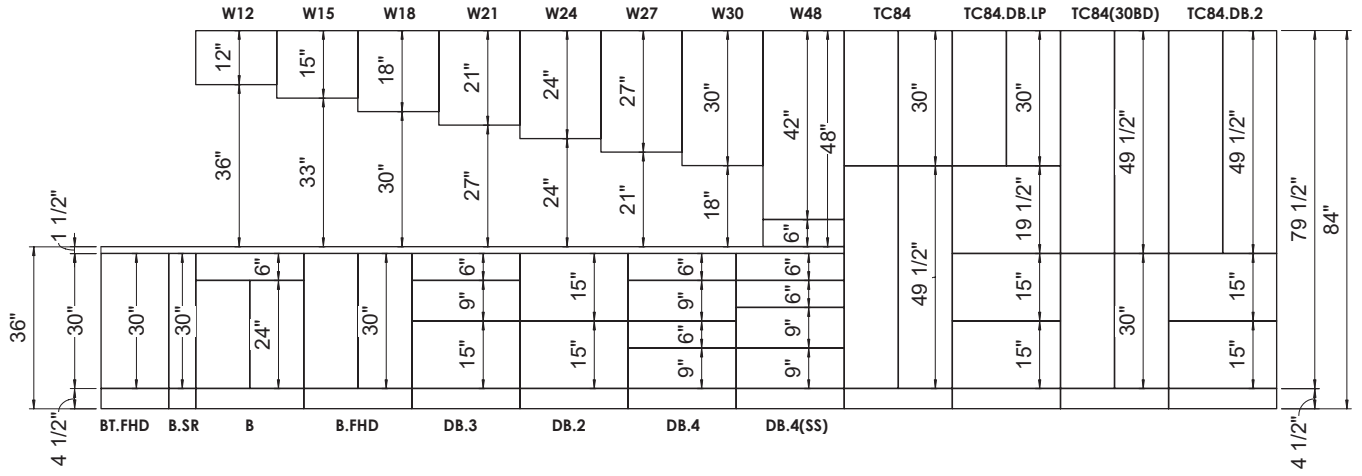 W12 W15 W18 W21 W24 W27 W30 W48 TC84 TC84.DB.LP TC84(30BD) TC84.DB.2
12" 15" 18" 21" 24" 27" 30" 42" 48" 30" 30" 49 1/2" 49 1/2"
36" 33" 30" 27" 24" 21" 18" 6" 49 1/2" 19 1/2" 79 1/2" 84"
1 1/2"
36" 30" 30" 30" 6" 24" 30" 6" 9" 15" 15" 15" 6" 9" 6" 9" 6" 6" 9" 9" 15" 15" 30" 15" 15"
4 1/2" 4 1/2"
BT.FHD B.SR B B.FHD DB.3 DB.2 DB.4 DB.4(SS)